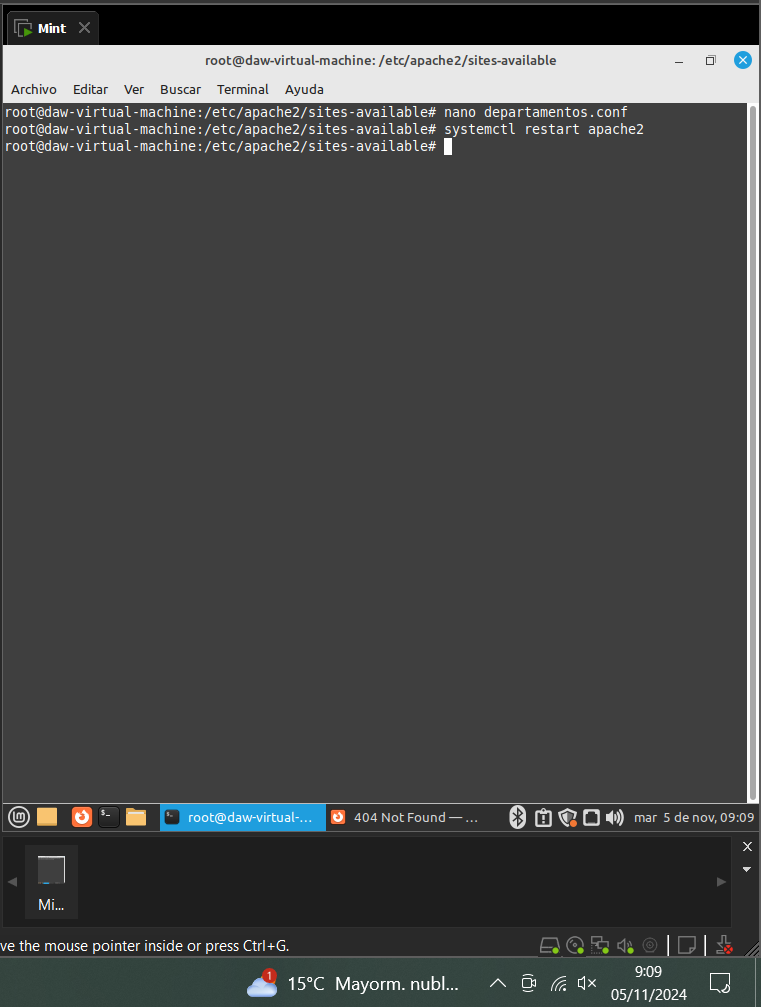 Mint
root@daw-virtual-machine: /etc/apache2/sites-available
Archivo Editar Ver Buscar Terminal Ayuda
root@daw-virtual-machine:/etc/apache2/sites-available# nano departamentos.conf
root@daw-virtual-machine:/etc/apache2/sites-available# systemctl restart apache2
root@daw-virtual-machine:/etc/apache2/sites-available#
root@daw-virtual-... 404 Not Found — ... mar 5 de nov, 09:09
Mi...
ve the mouse pointer inside or press Ctrl+G.
1 15°C Mayorm. nubl... 9:09
05/11/2024